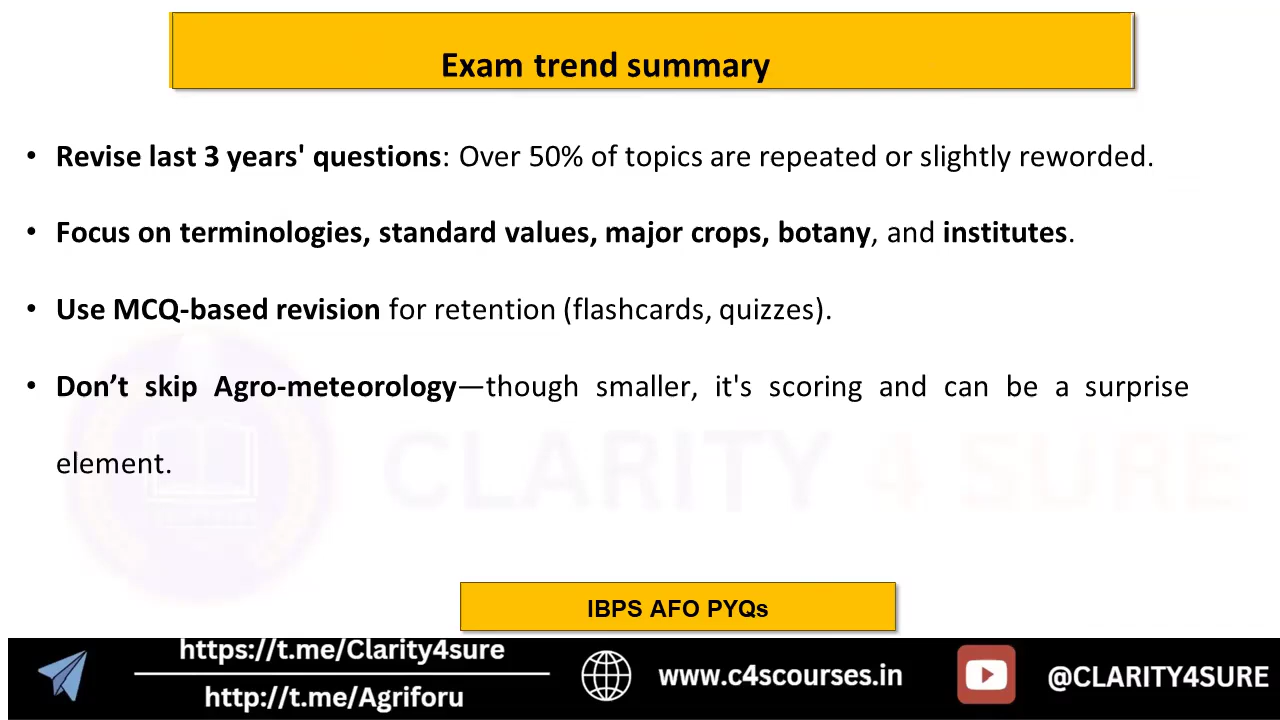 Exam trend summary
• Revise last 3 years' questions: Over 50% of topics are repeated or slightly reworded.
• Focus on terminologies, standard values, major crops, botany, and institutes.
• Use MCQ-based revision for retention (flashcards, quizzes).
• Don’t skip Agro-meteorology—though smaller, it's scoring and can be a surprise
element.
CLARITY 4 SURE
IBPS AFO PYQs
https://t.me/Clarity4sure
http://t.me/Agriforu
www.c4scourses.in
@CLARITY4SURE